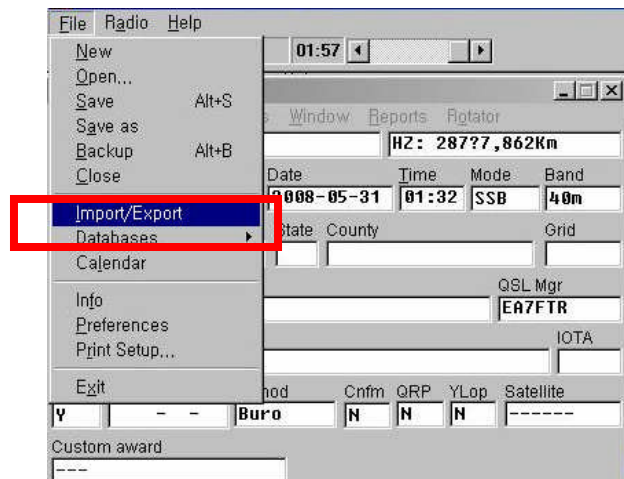 File Radio Help
New
Open...
Save Alt+S
Save as
Backup Alt+B
Close
Import/Export
Databases
Calendar
Info
Preferences
Print Setup...
Exit
01:57
Window Reports Rotator
HZ: 287?7,862Km
Date Time Mode Band
2008-05-31 01:32 SSB 40m
State County Grid
QSL Mgr
EA7FTR
IOTA
Cnfm QRP YLop Satellite
Y - - Buro N N N ------
Custom award
---